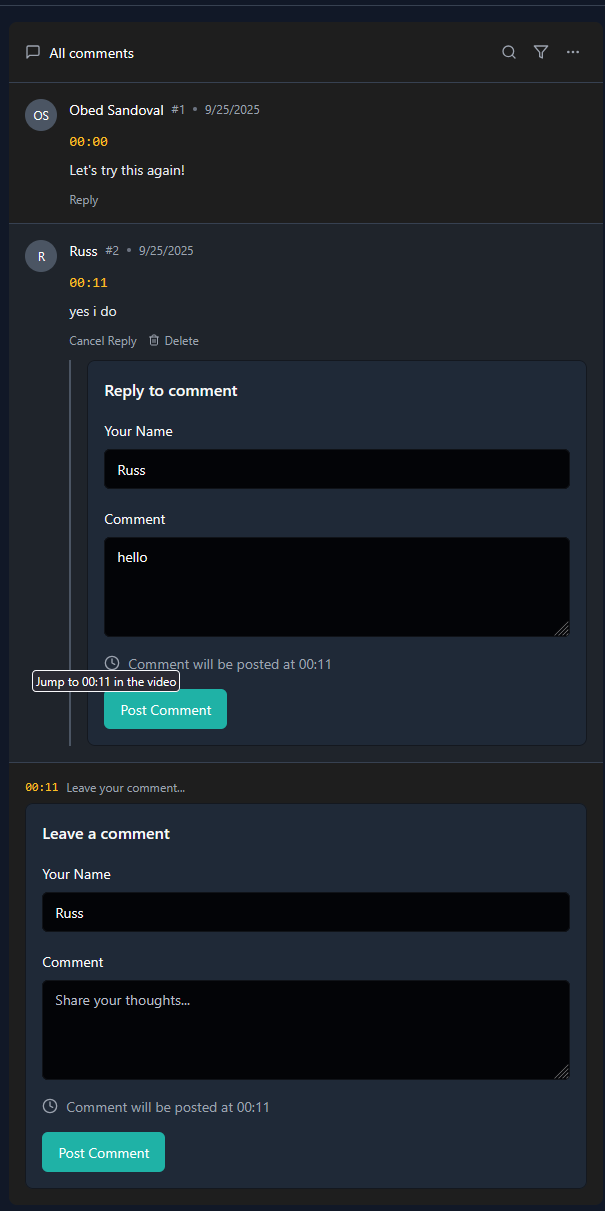 All comments
OS Obed Sandoval #1 • 9/25/2025
00:00
Let's try this again!
Reply
R Russ #2 • 9/25/2025
00:11
yes i do
Cancel Reply Delete
Reply to comment
Your Name
Russ
Comment
hello
Comment will be posted at 00:11
Jump to 00:11 in the video
Post Comment
00:11 Leave your comment...
Leave a comment
Your Name
Russ
Comment
Share your thoughts...
Comment will be posted at 00:11
Post Comment